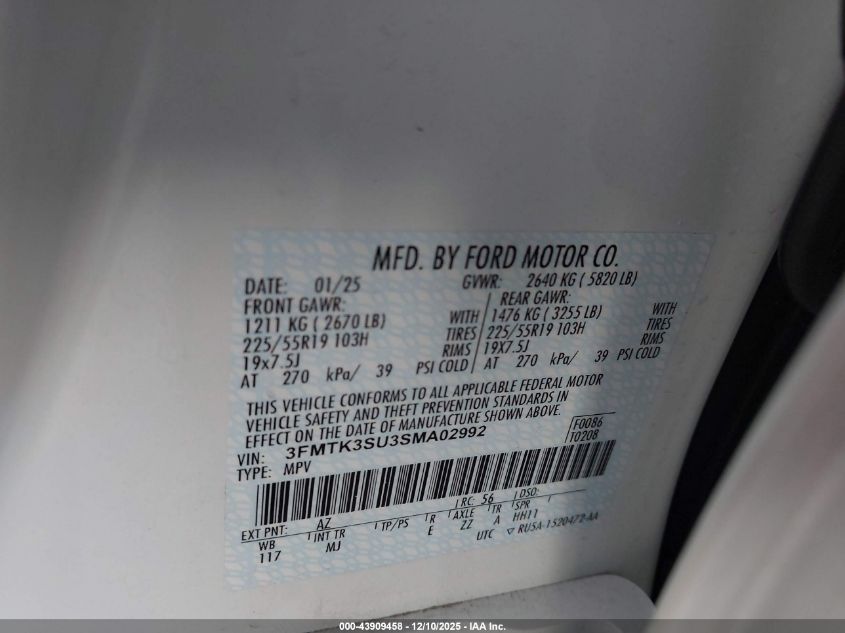 MFD. BY FORD MOTOR CO.
DATE: 01/25 GVWR: 2640 KG ( 5820 LB)
FRONT GAWR: REAR GAWR:
1211 KG ( 2670 LB) WITH 1476 KG ( 3255 LB) WITH
225/55R19 103H TIRES 225/55R19 103H TIRES
19x7.5J RIMS 19X7.5J RIMS
AT 270 kPa/ 39 PSI COLD AT 270 kPa/ 39 PSI COLD
THIS VEHICLE CONFORMS TO ALL APPLICABLE FEDERAL MOTOR
VEHICLE SAFETY AND THEFT PREVENTION STANDARDS IN
EFFECT ON THE DATE OF MANUFACTURE SHOWN ABOVE.
VIN: 3FMTK3SU3SMA02992 F0086
TYPE: MPV T0208
RC: 56 DSO:
EXT PNT: AZ
WB INT TR TP/PS R AXLE TR SPR
117 MJ E ZZ A HH11
UTC ▽ RU5A-1520472-AA
000-43909458 - 12/10/2025 - IAA Inc.